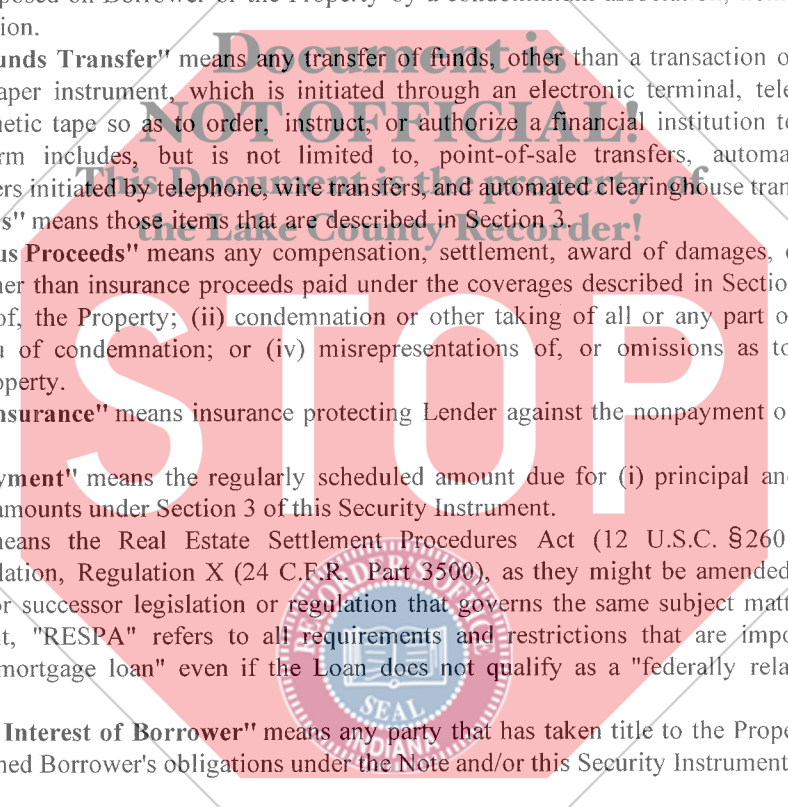 posed on Borrower or the Property by a condominium association,
ion.
unds Transfer" means any transfer of funds, other than a transaction o
aper instrument, which is initiated through an electronic terminal, tele
netic tape so as to order, instruct, or authorize a financial institution t
rm includes, but is not limited to, point-of-sale transfers, automa
ers initiated by telephone, wire transfers, and automated clearinghouse tran
s" means those items that are described in Section 3.
us Proceeds" means any compensation, settlement, award of damages, o
her than insurance proceeds paid under the coverages described in Sectio
of, the Property; (ii) condemnation or other taking of all or any part o
u of condemnation; or (iv) misrepresentations of, or omissions as to
operty.
nsurance" means insurance protecting Lender against the nonpayment o
yment" means the regularly scheduled amount due for (i) principal an
amounts under Section 3 of this Security Instrument.
neans the Real Estate Settlement Procedures Act (12 U.S.C. §260
lation, Regulation X (24 C.F.R. Part 3500), as they might be amended
or successor legislation or regulation that governs the same subject matt
t, "RESPA" refers to all requirements and restrictions that are impo
mortgage loan" even if the Loan does not qualify as a "federally rela
Interest of Borrower" means any party that has taken title to the Prope
ned Borrower's obligations under the Note and/or this Security Instrument
Document is
NOT OFFICIAL!
This Document is the property of
the Lake County Recorder!
STOP
RECORDER'S OFFICE
SEAL
INDIANA